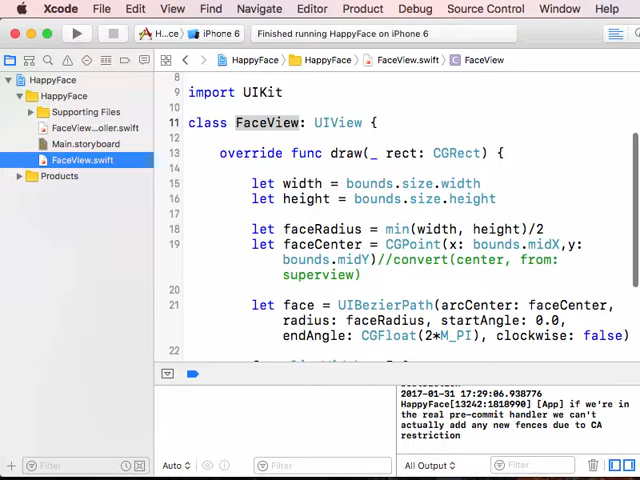 Xcode File Edit View Find Navigate Editor Product Debug Source Control Window Help
H...ce iPhone 6 Finished running HappyFace on iPhone 6
HappyFace HappyFace FaceView.swift FaceView
HappyFace
HappyFace
Supporting Files
FaceView...oller.swift
Main.storyboard
FaceView.swift
Products
8
9 import UIKit
10
11 class FaceView: UIView {
12
13 override func draw(_ rect: CGRect) {
14
15 let width = bounds.size.width
16 let height = bounds.size.height
17
18 let faceRadius = min(width, height)/2
19 let faceCenter = CGPoint(x: bounds.midX,y:
bounds.midY)//convert(center, from:
superview)
20
21 let face = UIBezierPath(arcCenter: faceCenter,
radius: faceRadius, startAngle: 0.0,
endAngle: CGFloat(2*M_PI), clockwise: false)
22
2017-01-31 17:29:06.938776
HappyFace[13242:1818990] [App] if we're in
the real pre-commit handler we can't
actually add any new fences due to CA
restriction
Filter Auto Filter All Output Filter